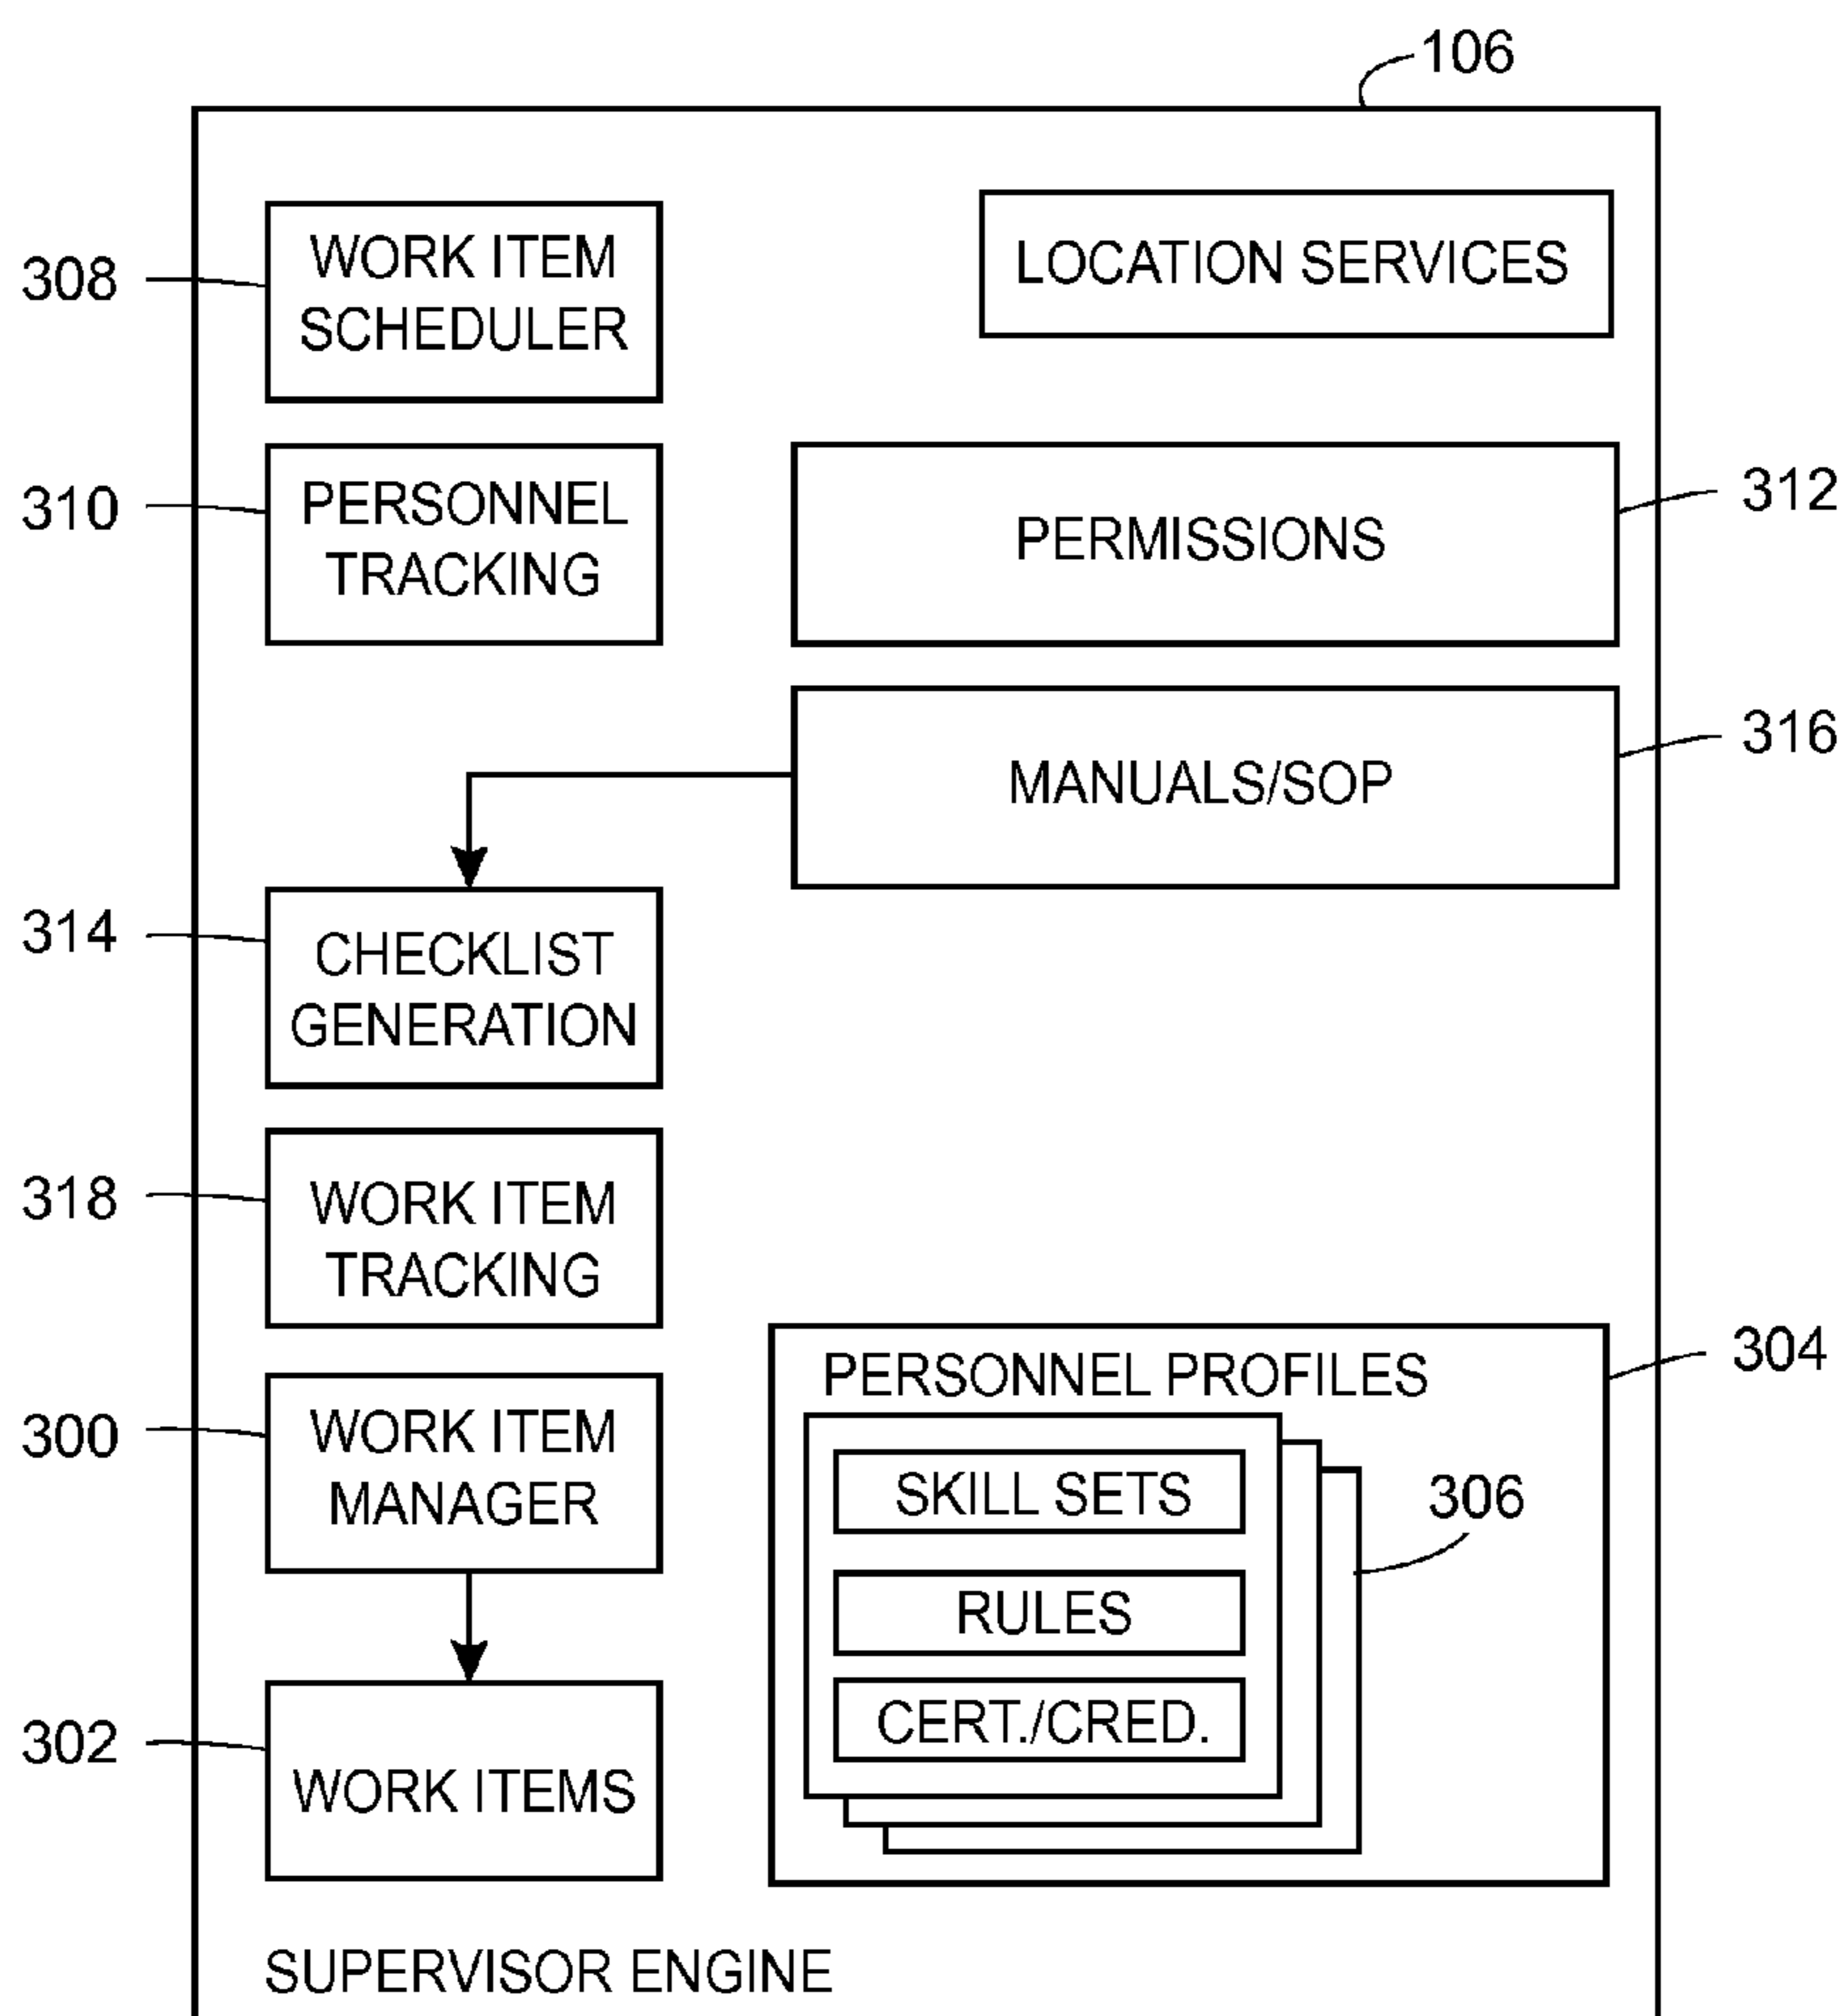 106
308
WORK ITEM
SCHEDULER
LOCATION SERVICES
310
PERSONNEL
TRACKING
PERMISSIONS
312
MANUALS/SOP
316
314
CHECKLIST
GENERATION
318
WORK ITEM
TRACKING
300
WORK ITEM
MANAGER
302
WORK ITEMS
PERSONNEL PROFILES
304
SKILL SETS
RULES
CERT./CRED.
306
SUPERVISOR ENGINE